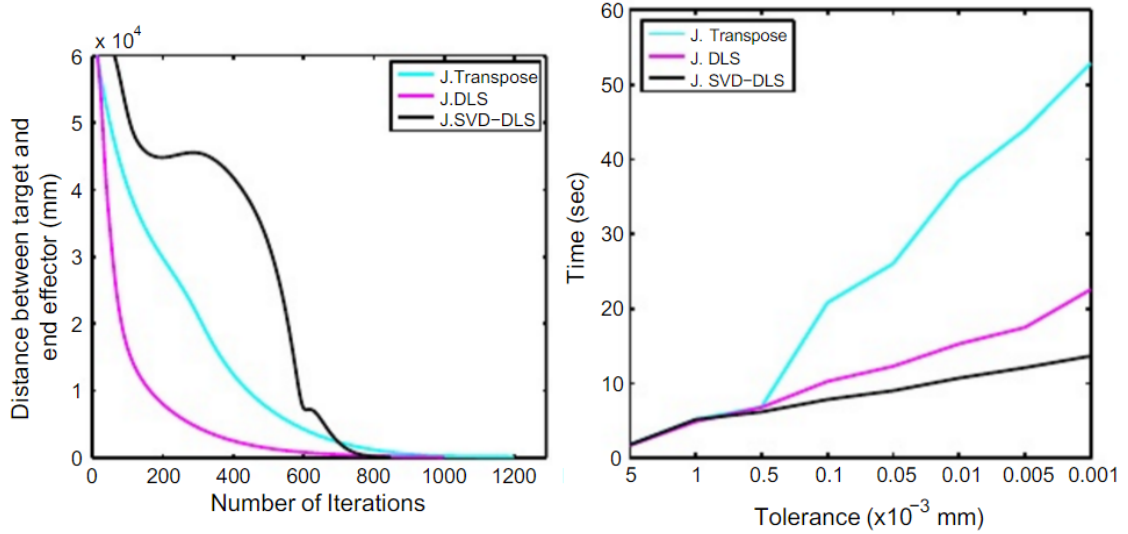 x 10⁴
6
5
4
3
2
1
0
Distance between target and
end effector (mm)
J.Transpose
J.DLS
J.SVD-DLS
0 200 400 600 800 1000 1200
Number of Iterations
60
50
40
30
20
10
0
Time (sec)
J. Transpose
J. DLS
J. SVD-DLS
5 1 0.5 0.1 0.05 0.01 0.005 0.001
Tolerance (x10⁻³ mm)